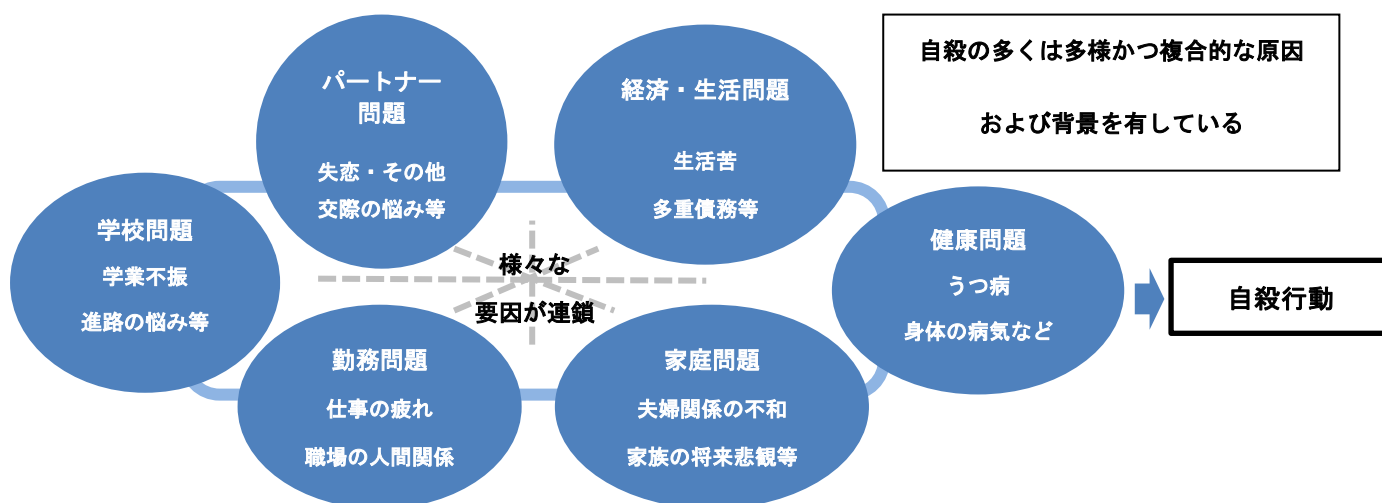 自殺の多くは多様かつ複合的な原因
および背景を有している
パートナー
問題
失恋・その他
交際の悩み等
経済・生活問題
生活苦
多重債務等
学校問題
学業不振
進路の悩み等
様々な
要因が連鎖
健康問題
うつ病
身体の病気など
自殺行動
勤務問題
仕事の疲れ
職場の人間関係
家庭問題
夫婦関係の不和
家族の将来悲観等